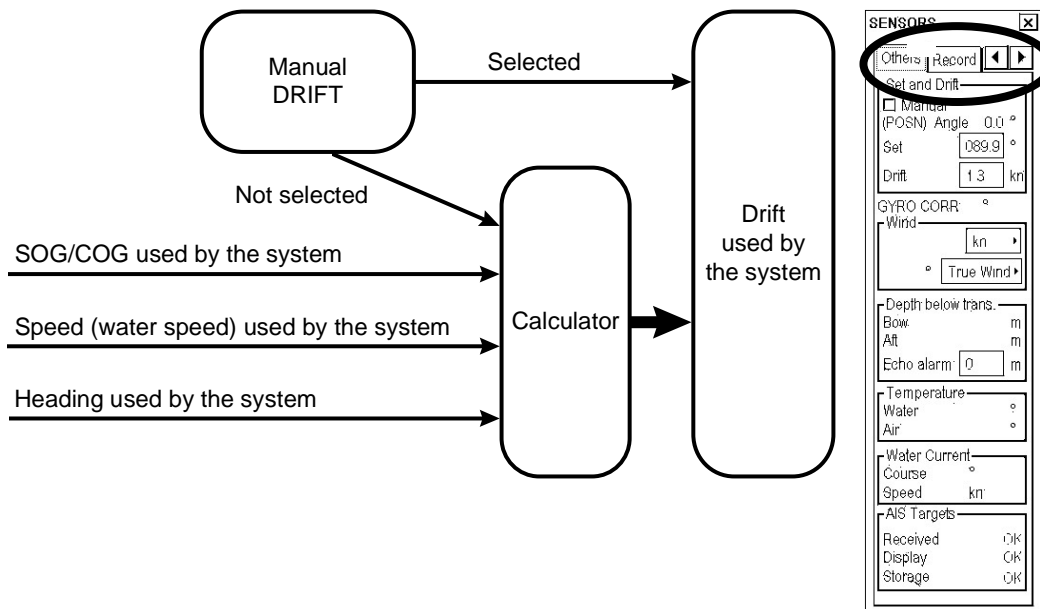 Manual
DRIFT
Selected
Not selected
SOG/COG used by the system
Speed (water speed) used by the system
Heading used by the system
Calculator
Drift
used by
the system
SENSORS
Others Record
Set and Drift
Manual
(POSN) Angle 0.0 °
Set 089.9 °
Drift 1.3 kn
GYRO CORR °
Wind
kn
° True Wind
Depth below trans.
Bow m
Aft m
Echo alarm 0 m
Temperature
Water °
Air °
Water Current
Course °
Speed kn
AIS Targets
Received OK
Display OK
Storage OK